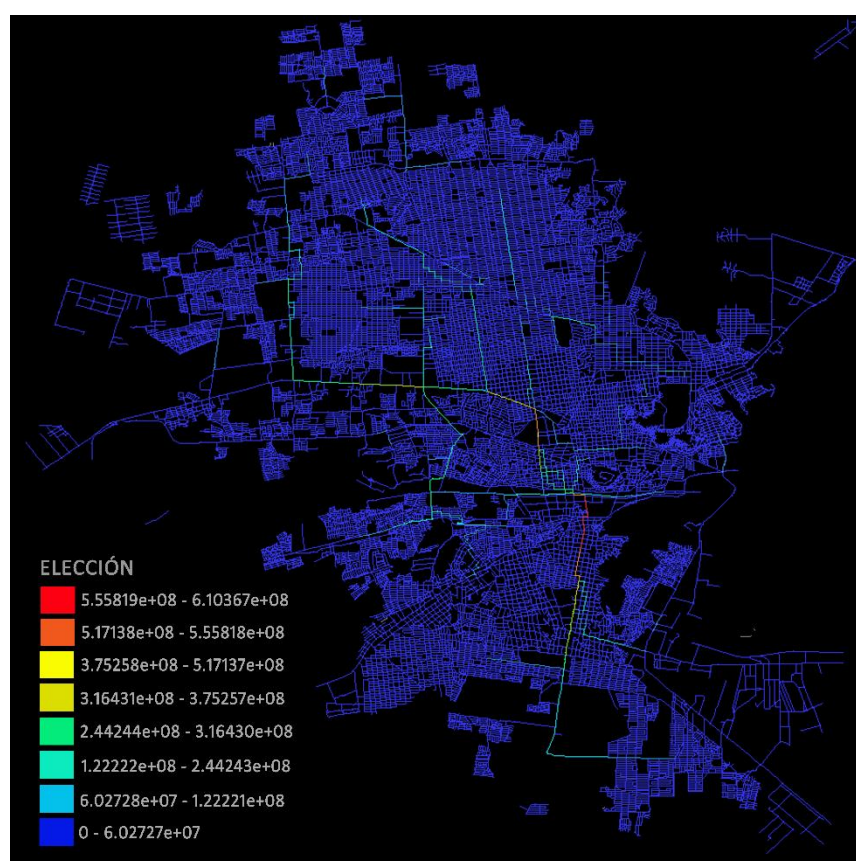 ELECCIÓN
5.55819e+08 - 6.10367e+08
5.17138e+08 - 5.55818e+08
3.75258e+08 - 5.17137e+08
3.16431e+08 - 3.75257e+08
2.44244e+08 - 3.16430e+08
1.22222e+08 - 2.44243e+08
6.02728e+07 - 1.22221e+08
0 - 6.02727e+07